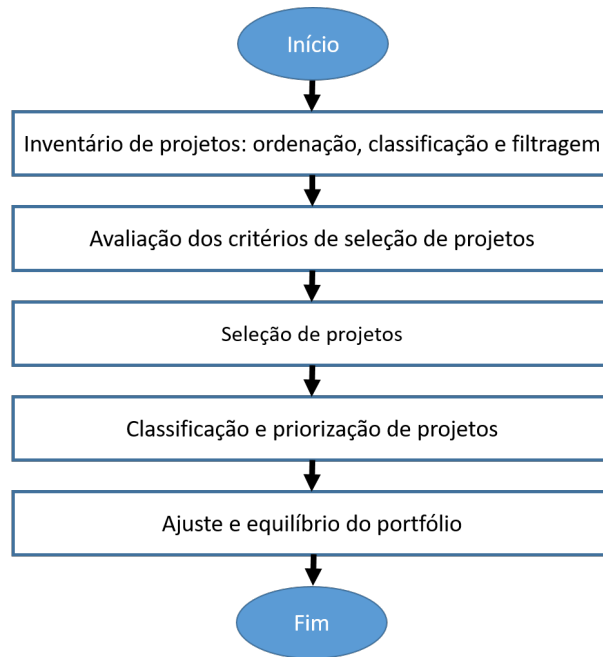 Início
Inventário de projetos: ordenação, classificação e filtragem
Avaliação dos critérios de seleção de projetos
Seleção de projetos
Classificação e priorização de projetos
Ajuste e equilíbrio do portfólio
Fim